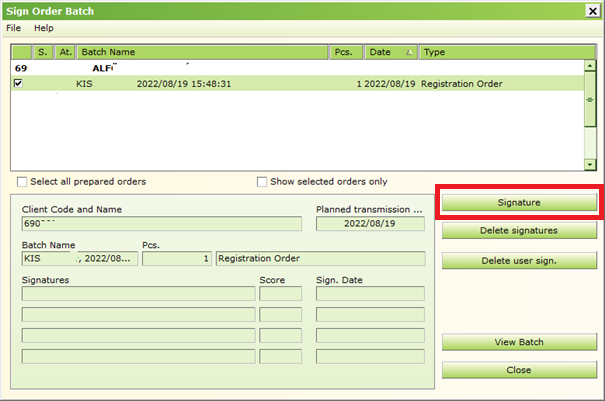 Sign Order Batch
File Help
S. At. Batch Name Pcs. Date Type
69
KIS 2022/08/19 15:48:31 1 2022/08/19 Registration Order
Select all prepared orders Show selected orders only
Signature
Client Code and Name Planned transmission ...
2022/08/19
Delete signatures
Batch Name Pcs.
KIS , 2022/08... 1 Registration Order
Delete user sign.
Signatures Score Sign. Date
View Batch
Close